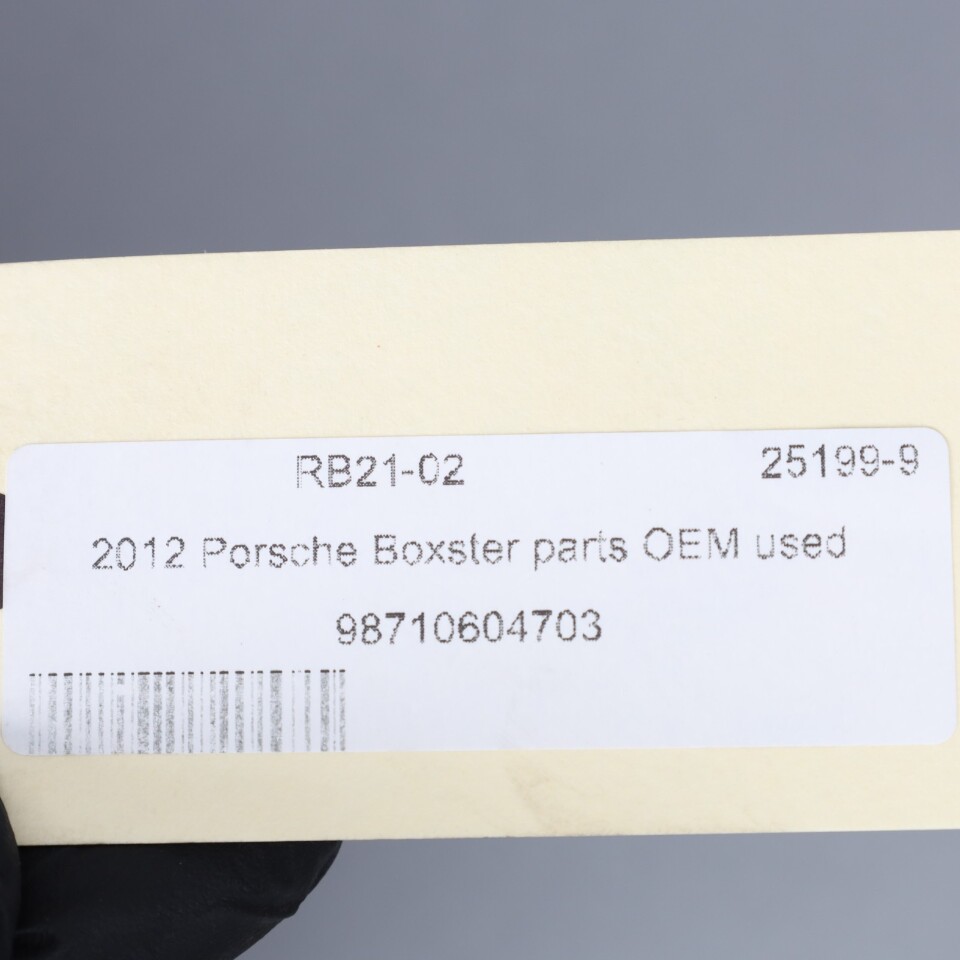 RB21-02 25199-9
2012 Porsche Boxster parts OEM used
98710604703